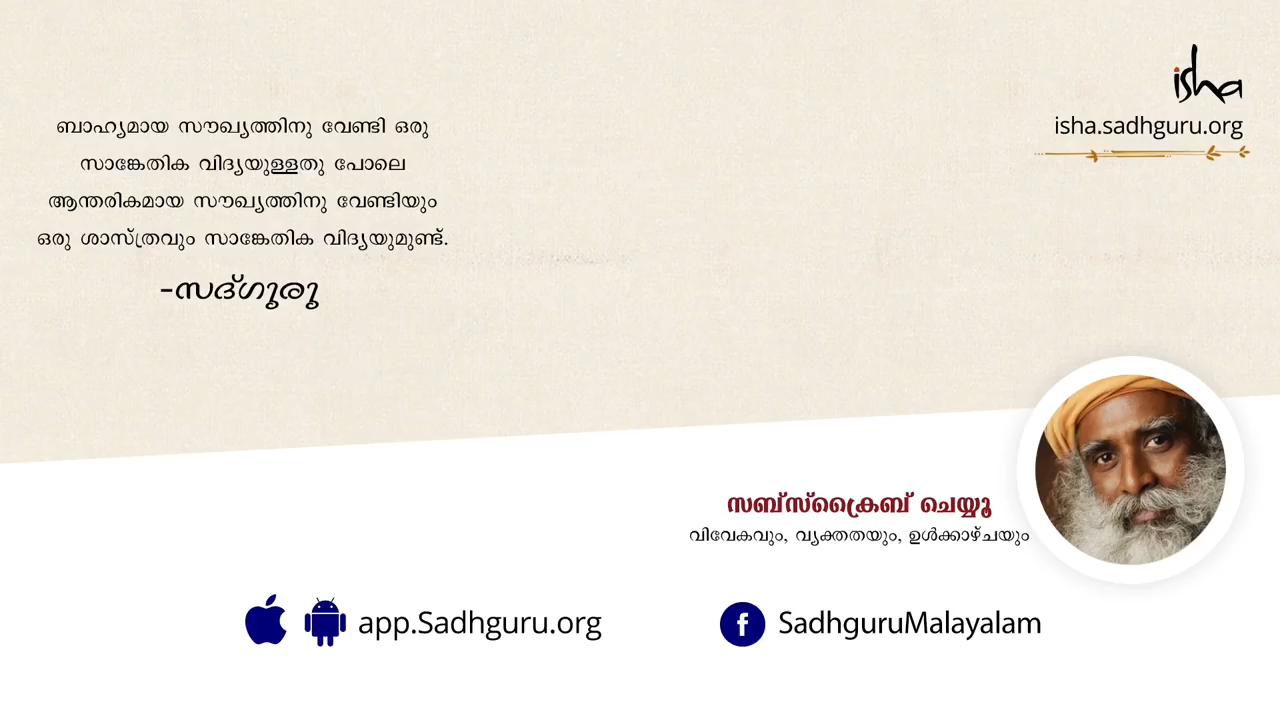 ബാഹ്യമായ സൗഖ്യത്തിനു വേണ്ടി ഒരു
സാങ്കേതിക വിദ്യയുള്ളതു പോലെ
ആന്തരികമായ സൗഖ്യത്തിനു വേണ്ടിയും
ഒരു ശാസ്ത്രവും സാങ്കേതിക വിദ്യയുമുണ്ട്.
-സദ്ഗുരു
isha
isha.sadhguru.org
സബ്സ്ക്രൈബ് ചെയ്യൂ
വിവേകവും, വ്യക്തതയും, ഉൾക്കാഴ്ചയും
app.Sadhguru.org
f SadhguruMalayalam